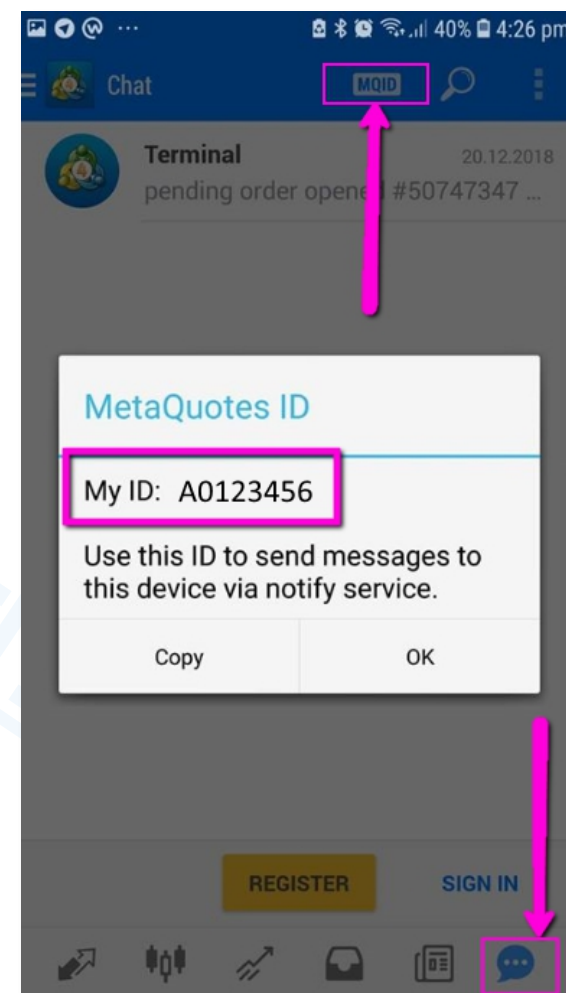 ··· 40% 4:26 pm
Chat MQID
Terminal 20.12.2018
pending order opened #50747347 ...
MetaQuotes ID
My ID: A0123456
Use this ID to send messages to
this device via notify service.
Copy OK
REGISTER SIGN IN